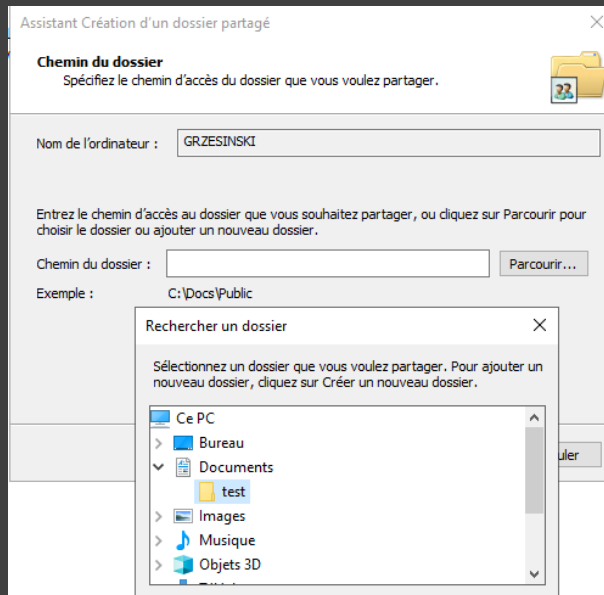 Assistant Création d'un dossier partagé
Chemin du dossier
Spécifiez le chemin d'accès du dossier que vous voulez partager.
Nom de l'ordinateur :
GRZESINSKI
Entrez le chemin d'accès au dossier que vous souhaitez partager, ou cliquez sur Parcourir pour
choisir le dossier ou ajouter un nouveau dossier.
Chemin du dossier :
Parcourir...
Exemple :
C:\Docs\Public
Rechercher un dossier
Sélectionnez un dossier que vous voulez partager. Pour ajouter un
nouveau dossier, cliquez sur Créer un nouveau dossier.
Ce PC
Bureau
Documents
uler
test
Images
Musique
Objets 3D